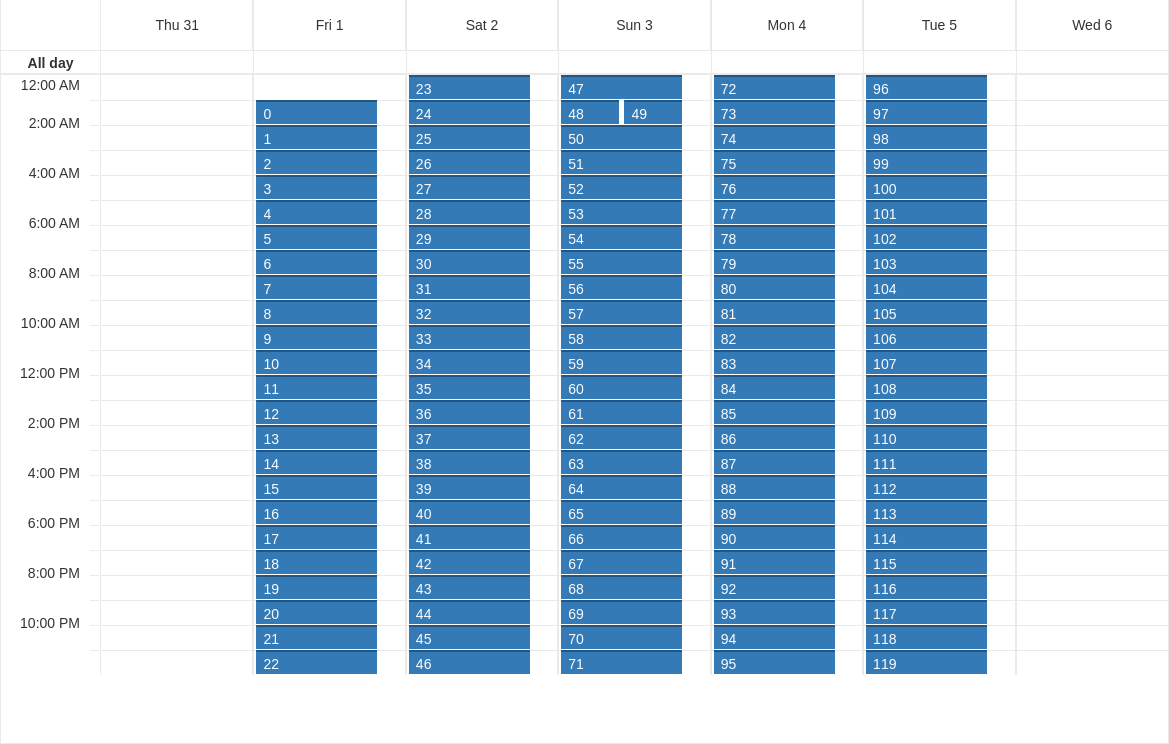 Thu 31 Fri 1 Sat 2 Sun 3 Mon 4 Tue 5 Wed 6
All day
12:00 AM 23 47 72 96
0 24 48 49 73 97
2:00 AM 1 25 50 74 98
2 26 51 75 99
4:00 AM 3 27 52 76 100
4 28 53 77 101
6:00 AM 5 29 54 78 102
6 30 55 79 103
8:00 AM 7 31 56 80 104
8 32 57 81 105
10:00 AM 9 33 58 82 106
10 34 59 83 107
12:00 PM 11 35 60 84 108
12 36 61 85 109
2:00 PM 13 37 62 86 110
14 38 63 87 111
4:00 PM 15 39 64 88 112
16 40 65 89 113
6:00 PM 17 41 66 90 114
18 42 67 91 115
8:00 PM 19 43 68 92 116
20 44 69 93 117
10:00 PM 21 45 70 94 118
22 46 71 95 119